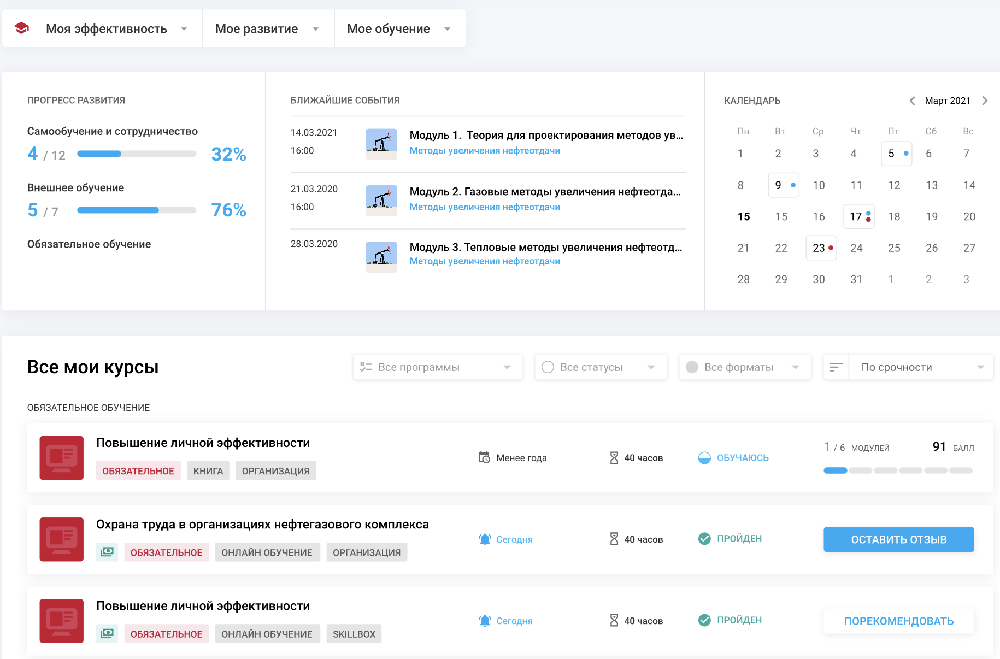 Моя эффективность
Мое развитие
Мое обучение
ПРОГРЕСС РАЗВИТИЯ
Самообучение и сотрудничество
4 / 12
32%
Внешнее обучение
5 / 7
76%
Обязательное обучение
БЛИЖАЙШИЕ СОБЫТИЯ
14.03.2021
16:00
Модуль 1.  Теория для проектирования методов ув...
Методы увеличения нефтеотдачи
21.03.2020
16:00
Модуль 2. Газовые методы увеличения нефтеотда...
Методы увеличения нефтеотдачи
28.03.2020
Модуль 3. Тепловые методы увеличения нефтеотд...
Методы увеличения нефтеотдачи
КАЛЕНДАРЬ
Март 2021
Пн Вт Ср Чт Пт Сб Вс
1 2 3 4 5 6 7
8 9 10 11 12 13 14
15 15 16 17 18 19 20
21 22 23 24 25 26 27
28 29 30 31 1 2 3
Все мои курсы
Все программы
Все статусы
Все форматы
По срочности
ОБЯЗАТЕЛЬНОЕ ОБУЧЕНИЕ
Повышение личной эффективности
ОБЯЗАТЕЛЬНОЕ КНИГА ОРГАНИЗАЦИЯ
Менее года
40 часов
ОБУЧАЮСЬ
1 / 6 МОДУЛЕЙ
91 БАЛЛ
Охрана труда в организациях нефтегазового комплекса
ОБЯЗАТЕЛЬНОЕ ОНЛАЙН ОБУЧЕНИЕ ОРГАНИЗАЦИЯ
Сегодня
40 часов
ПРОЙДЕН
ОСТАВИТЬ ОТЗЫВ
Повышение личной эффективности
ОБЯЗАТЕЛЬНОЕ ОНЛАЙН ОБУЧЕНИЕ SKILLBOX
Сегодня
40 часов
ПРОЙДЕН
ПОРЕКОМЕНДОВАТЬ